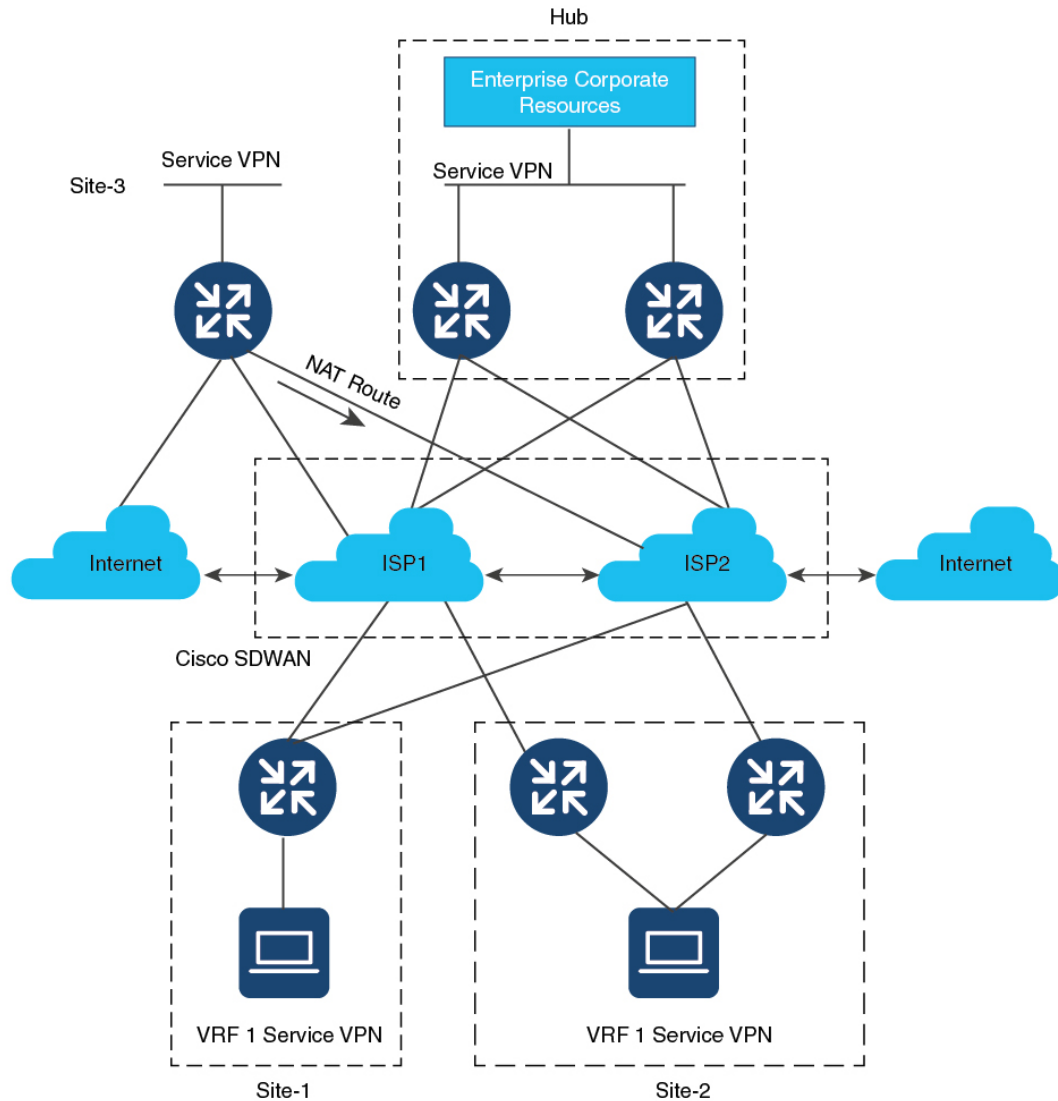 Hub
Enterprise Corporate
Resources
Service VPN
Site-3
Service VPN
NAT Route
Internet
ISP1
ISP2
Internet
Cisco SDWAN
VRF 1 Service VPN
VRF 1 Service VPN
Site-1
Site-2